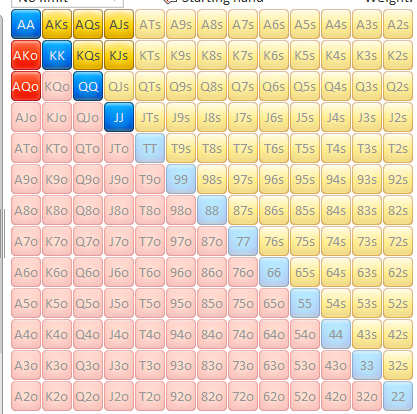 No limit Starting hand Weight:
AA AKs AQs AJs ATs A9s A8s A7s A6s A5s A4s A3s A2s
AKo KK KQs KJs KTs K9s K8s K7s K6s K5s K4s K3s K2s
AQo KQo QQ QJs QTs Q9s Q8s Q7s Q6s Q5s Q4s Q3s Q2s
AJo KJo QJo JJ JTs J9s J8s J7s J6s J5s J4s J3s J2s
ATo KTo QTo JTo TT T9s T8s T7s T6s T5s T4s T3s T2s
A9o K9o Q9o J9o T9o 99 98s 97s 96s 95s 94s 93s 92s
A8o K8o Q8o J8o T8o 98o 88 87s 86s 85s 84s 83s 82s
A7o K7o Q7o J7o T7o 97o 87o 77 76s 75s 74s 73s 72s
A6o K6o Q6o J6o T6o 96o 86o 76o 66 65s 64s 63s 62s
A5o K5o Q5o J5o T5o 95o 85o 75o 65o 55 54s 53s 52s
A4o K4o Q4o J4o T4o 94o 84o 74o 64o 54o 44 43s 42s
A3o K3o Q3o J3o T3o 93o 83o 73o 63o 53o 43o 33 32s
A2o K2o Q2o J2o T2o 92o 82o 72o 62o 52o 42o 32o 22